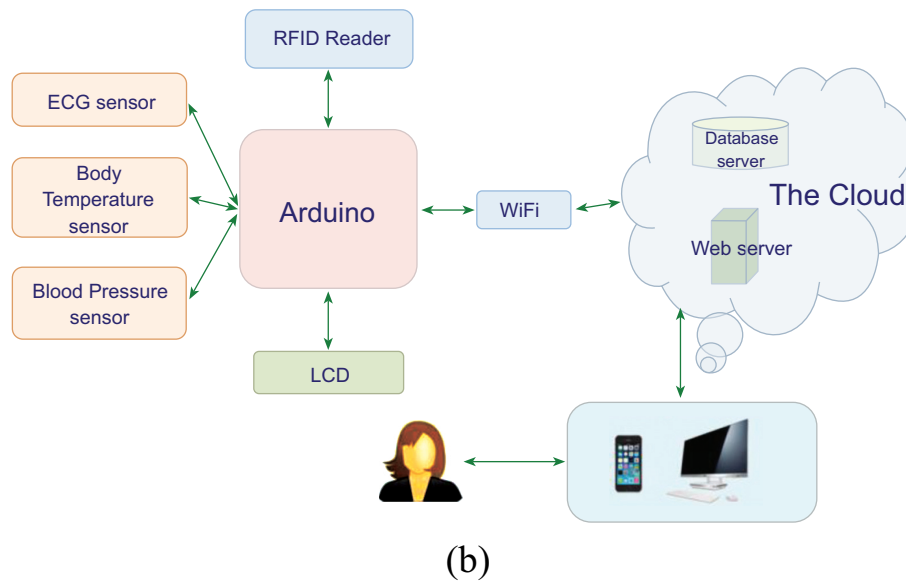 RFID Reader
ECG sensor
Body
Temperature
sensor
Blood Pressure
sensor
Arduino
WiFi
LCD
Database
server
The Cloud
Web server
(b)